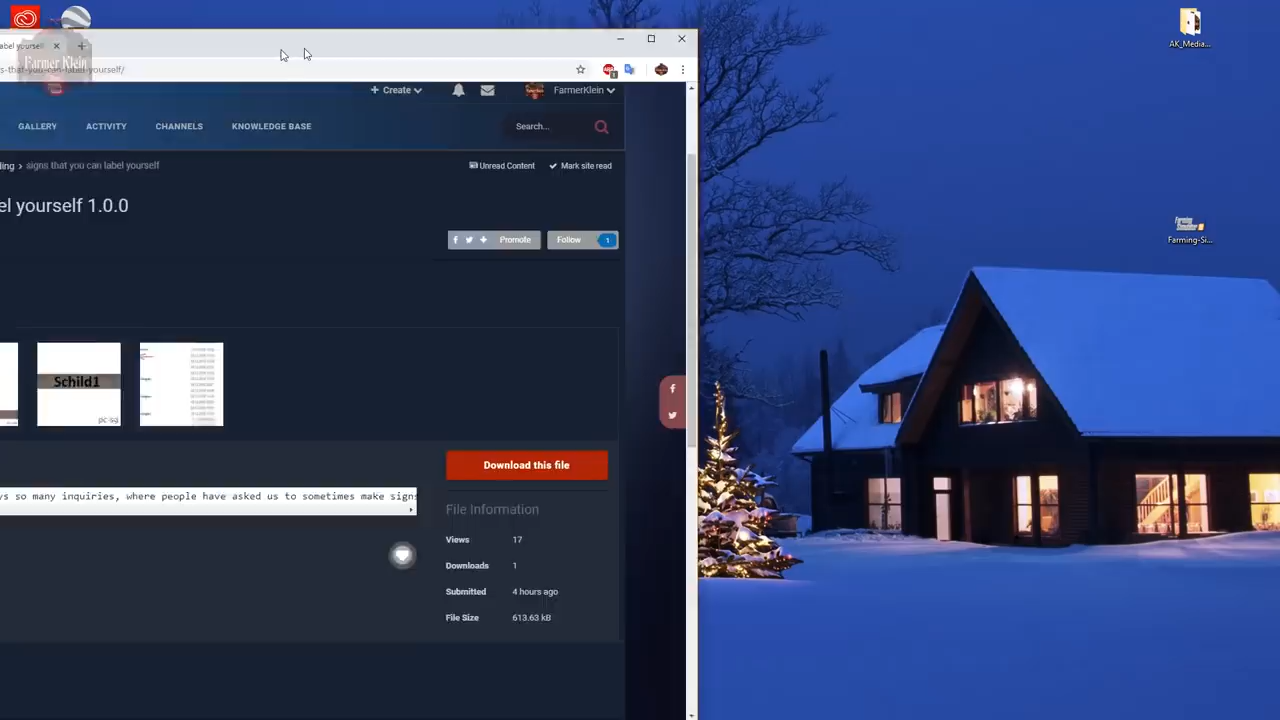 label yourself
Farmer Klein
s-that-you-can-label-yourself/
Create
FarmerKlein
GALLERY
ACTIVITY
CHANNELS
KNOWLEDGE BASE
Search...
ding > signs that you can label yourself
Unread Content
Mark site read
el yourself 1.0.0
Promote
Follow
1
Schild1
Download this file
ys so many inquiries, where people have asked us to sometimes make signs
File Information
Views 17
Downloads 1
Submitted 4 hours ago
File Size 613.63 kB
AK_Media...
Farming-Si...